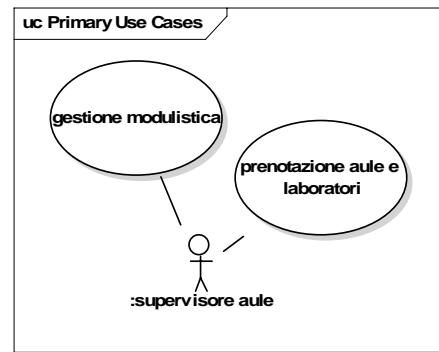 uc Primary Use Cases
gestione modulistica
prenotazione aule e
laboratori
:supervisore aule